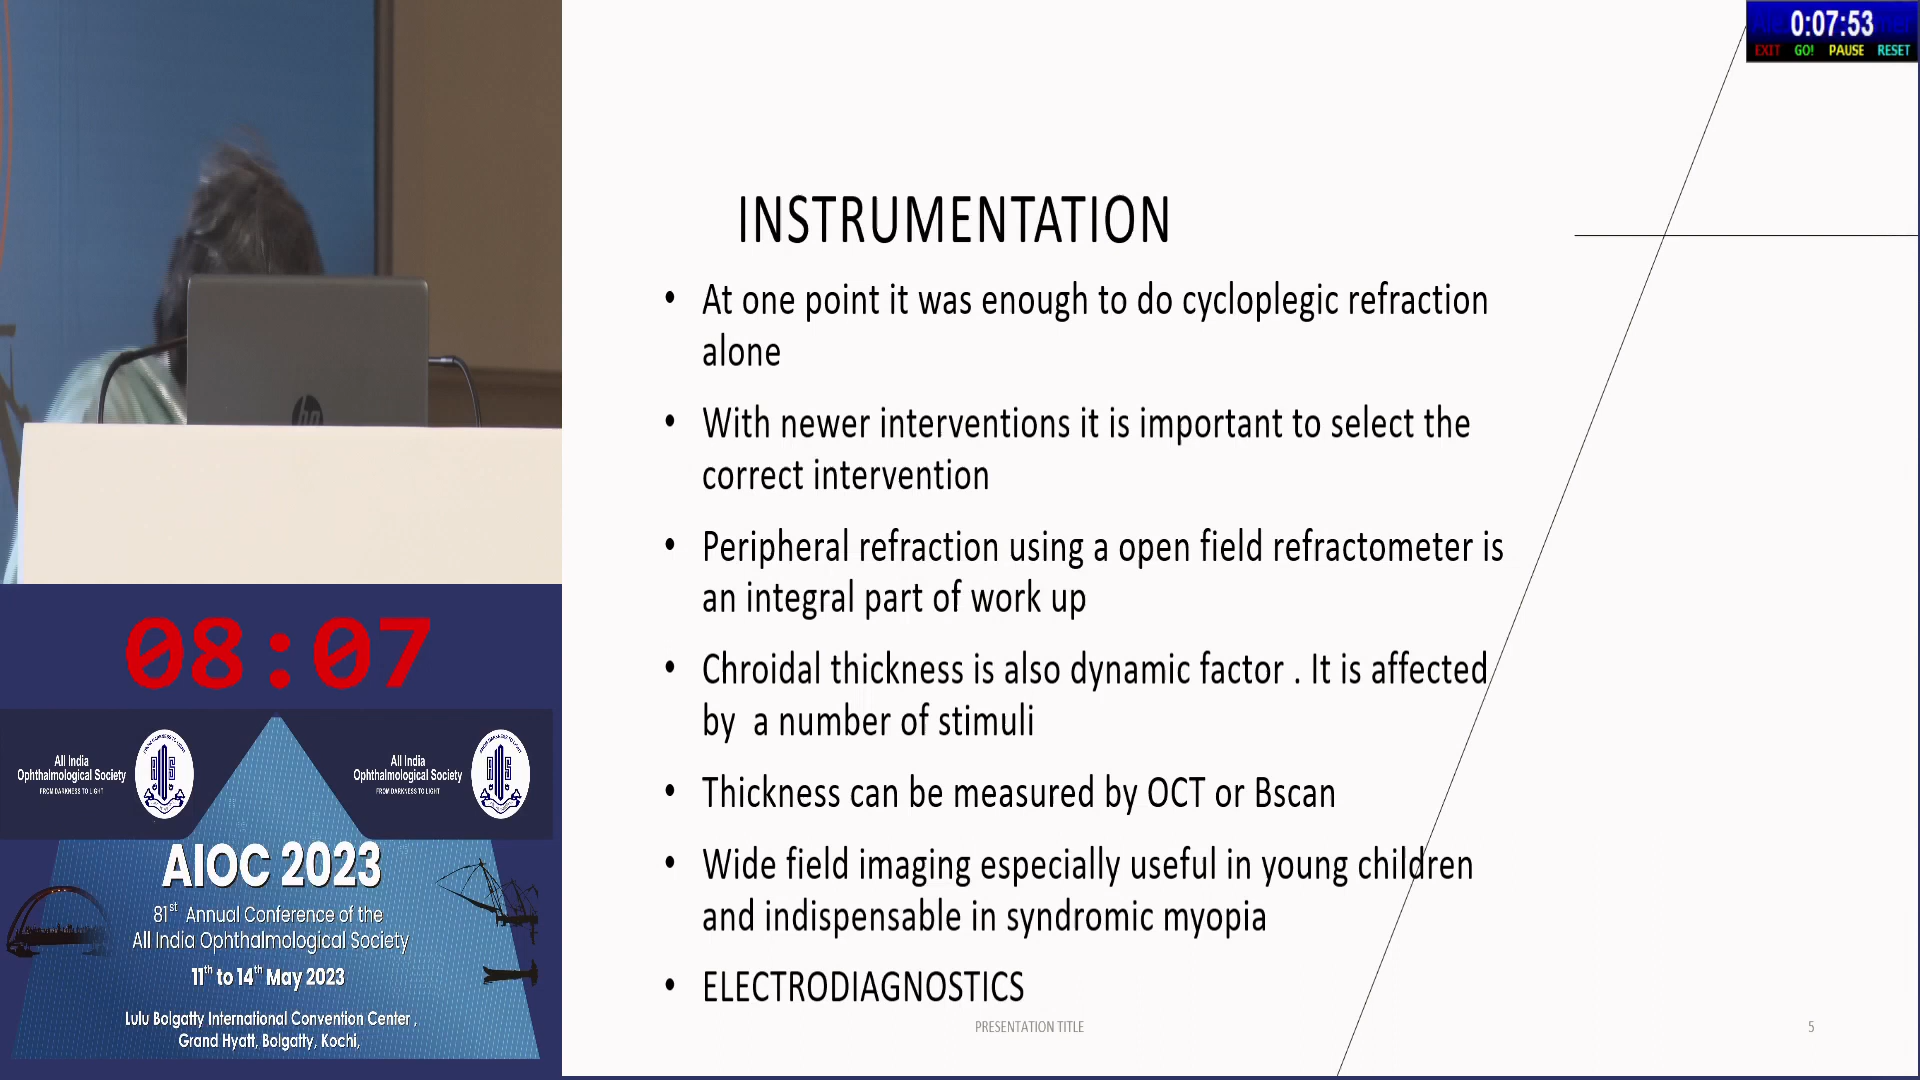 0:07:53
EXIT GO! PAUSE RESET
INSTRUMENTATION
• At one point it was enough to do cycloplegic refraction
alone
• With newer interventions it is important to select the
correct intervention
• Peripheral refraction using a open field refractometer is
an integral part of work up
• Chroidal thickness is also dynamic factor . It is affected
by a number of stimuli
• Thickness can be measured by OCT or Bscan
• Wide field imaging especially useful in young children
and indispensable in syndromic myopia
• ELECTRODIAGNOSTICS
PRESENTATION TITLE
5
hp
08:07
All India
Ophthalmological Society
FROM DARKNESS TO LIGHT
All India
Ophthalmological Society
FROM DARKNESS TO LIGHT
AIOC 2023
81st Annual Conference of the
All India Ophthalmological Society
11th to 14th May 2023
Lulu Bolgatty International Convention Center ,
Grand Hyatt, Bolgatty, Kochi,